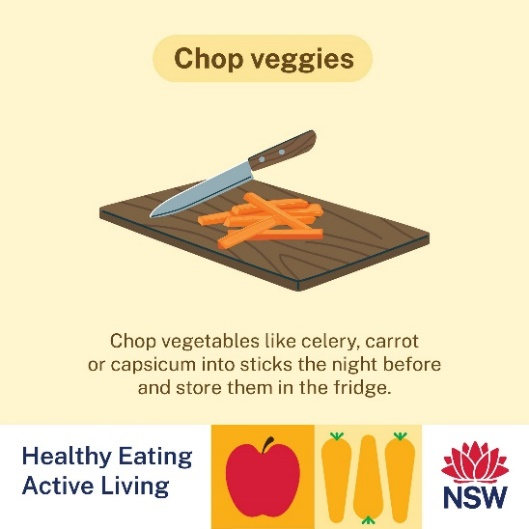 Chop veggies
Chop vegetables like celery, carrot
or capsicum into sticks the night before
and store them in the fridge.
Healthy Eating
Active Living
NSW